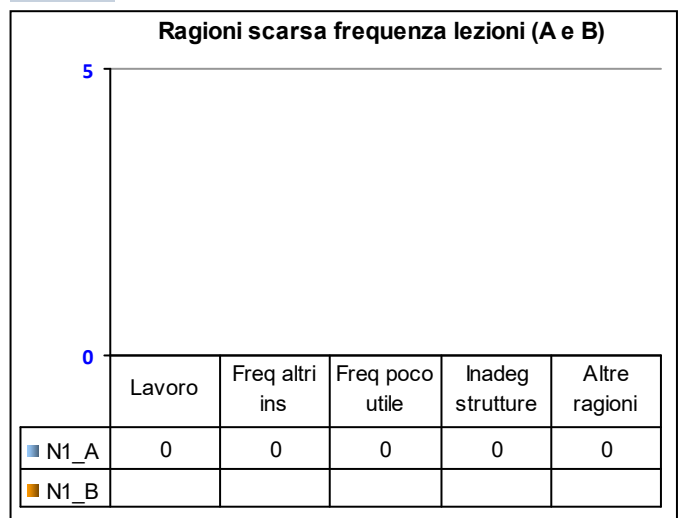 Ragioni scarsa frequenza lezioni (A e B)
5
0
Lavoro
Freq altri
ins
Freq poco
utile
Inadeg
strutture
Altre
ragioni
N1_A 0 0 0 0 0
N1_B